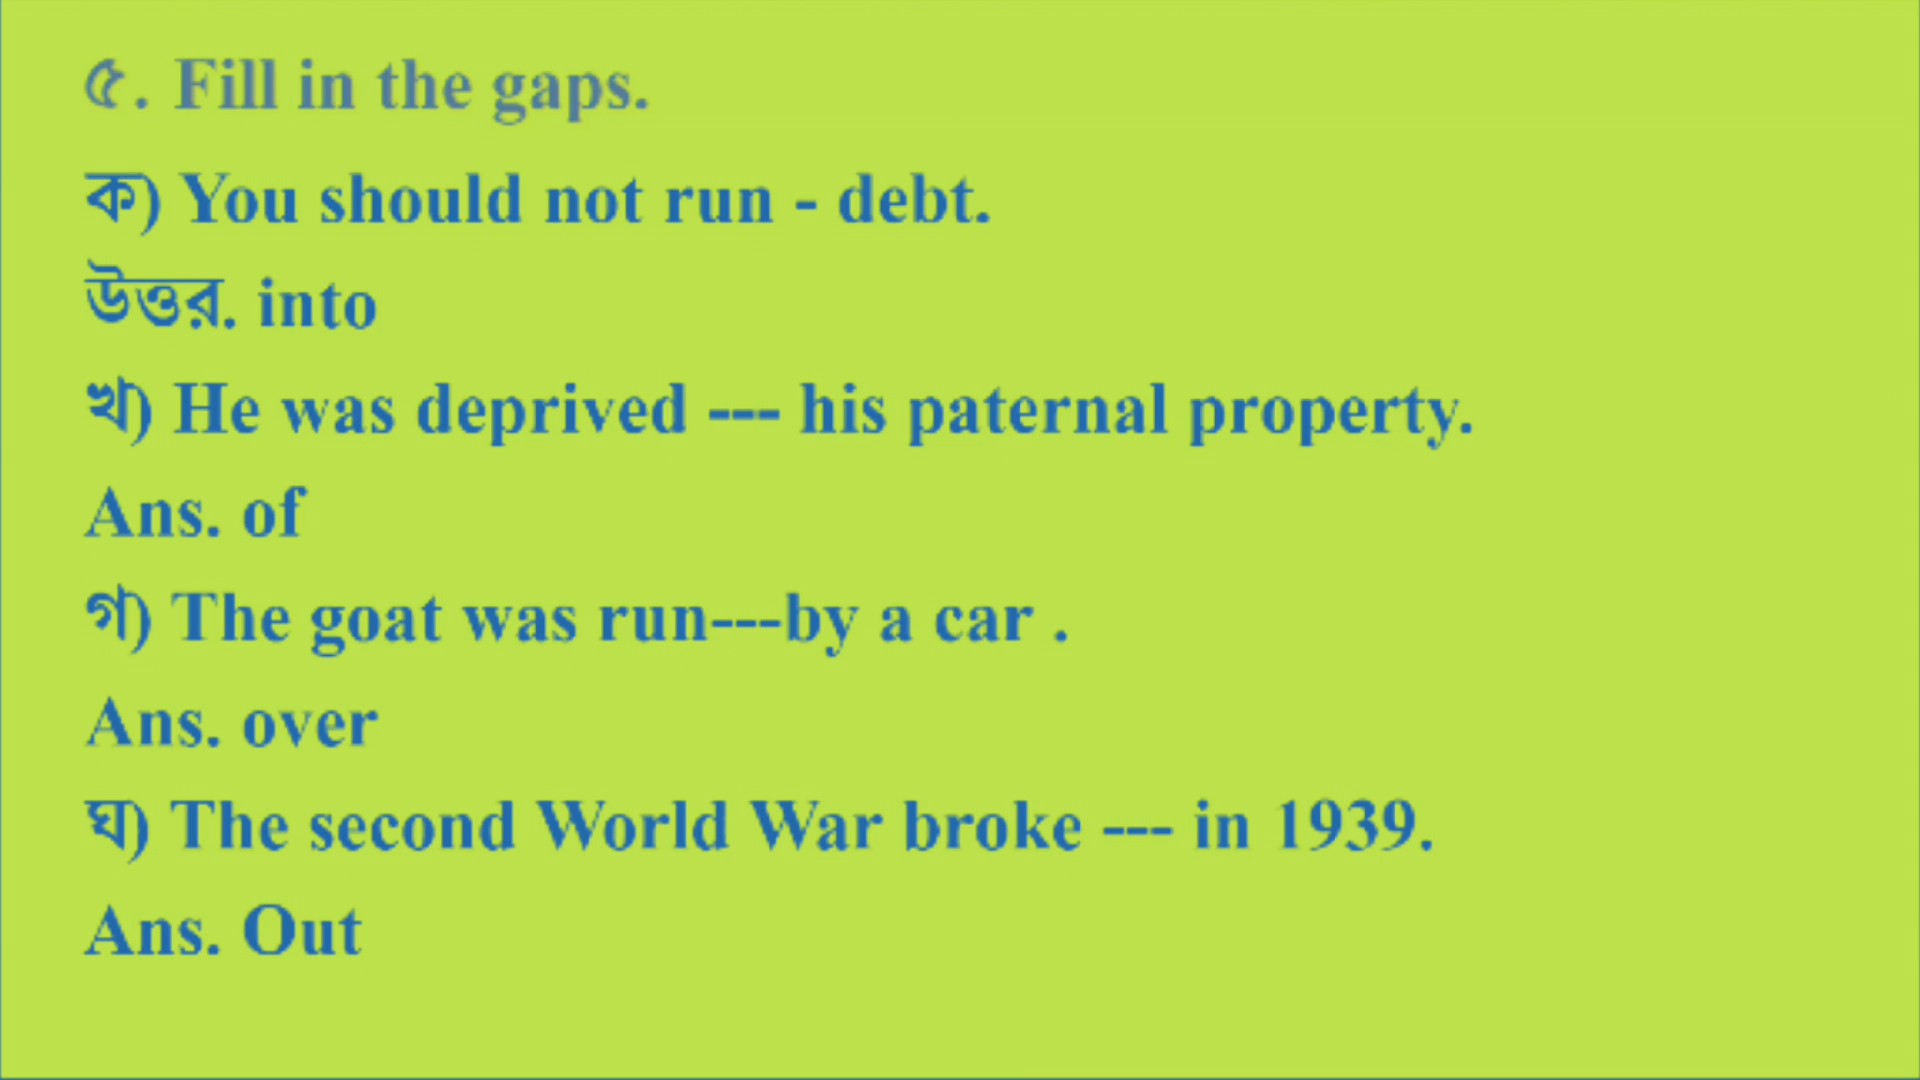 ৫. Fill in the gaps.
ক) You should not run - debt.
উত্তর. into
খ) He was deprived --- his paternal property.
Ans. of
গ) The goat was run---by a car .
Ans. over
ঘ) The second World War broke --- in 1939.
Ans. Out